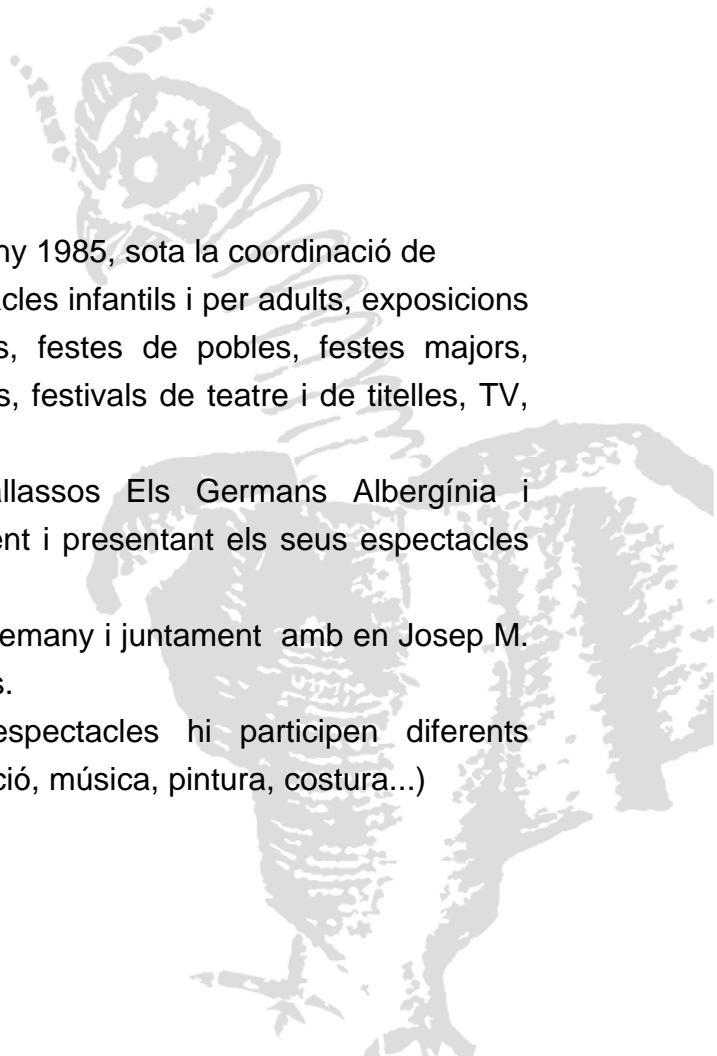 ny 1985, sota la coordinació de
cles infantils i per adults, exposicions
s, festes de pobles, festes majors,
s, festivals de teatre i de titelles, TV,
llassos Els Germans Albergínia i
nt i presentant els seus espectacles
emany i juntament amb en Josep M.
s.
espectacles hi participen diferents
ció, música, pintura, costura...)